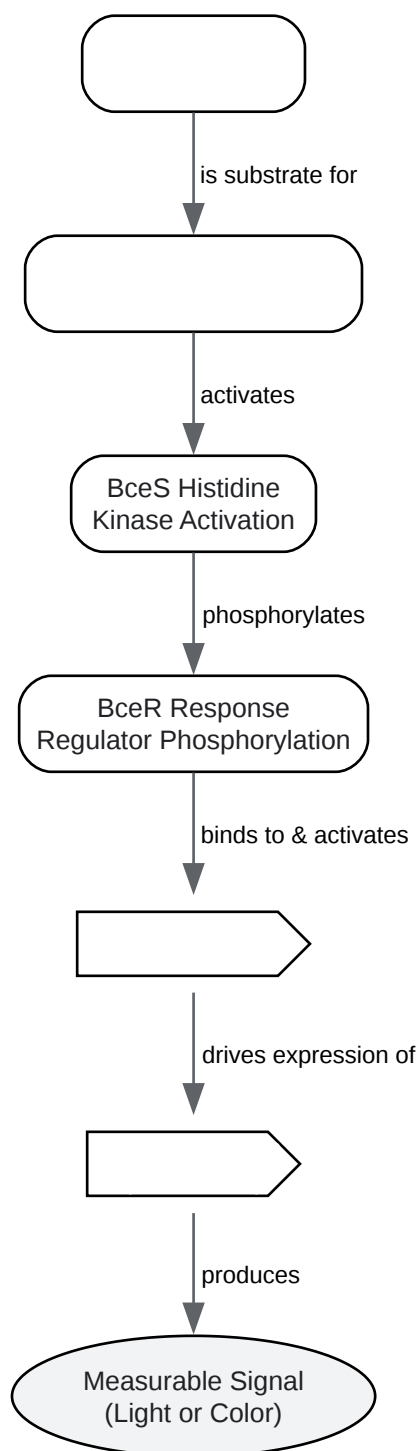 is substrate for
activates
BceS Histidine
Kinase Activation
phosphorylates
BceR Response
Regulator Phosphorylation
binds to & activates
drives expression of
produces
Measurable Signal
(Light or Color)